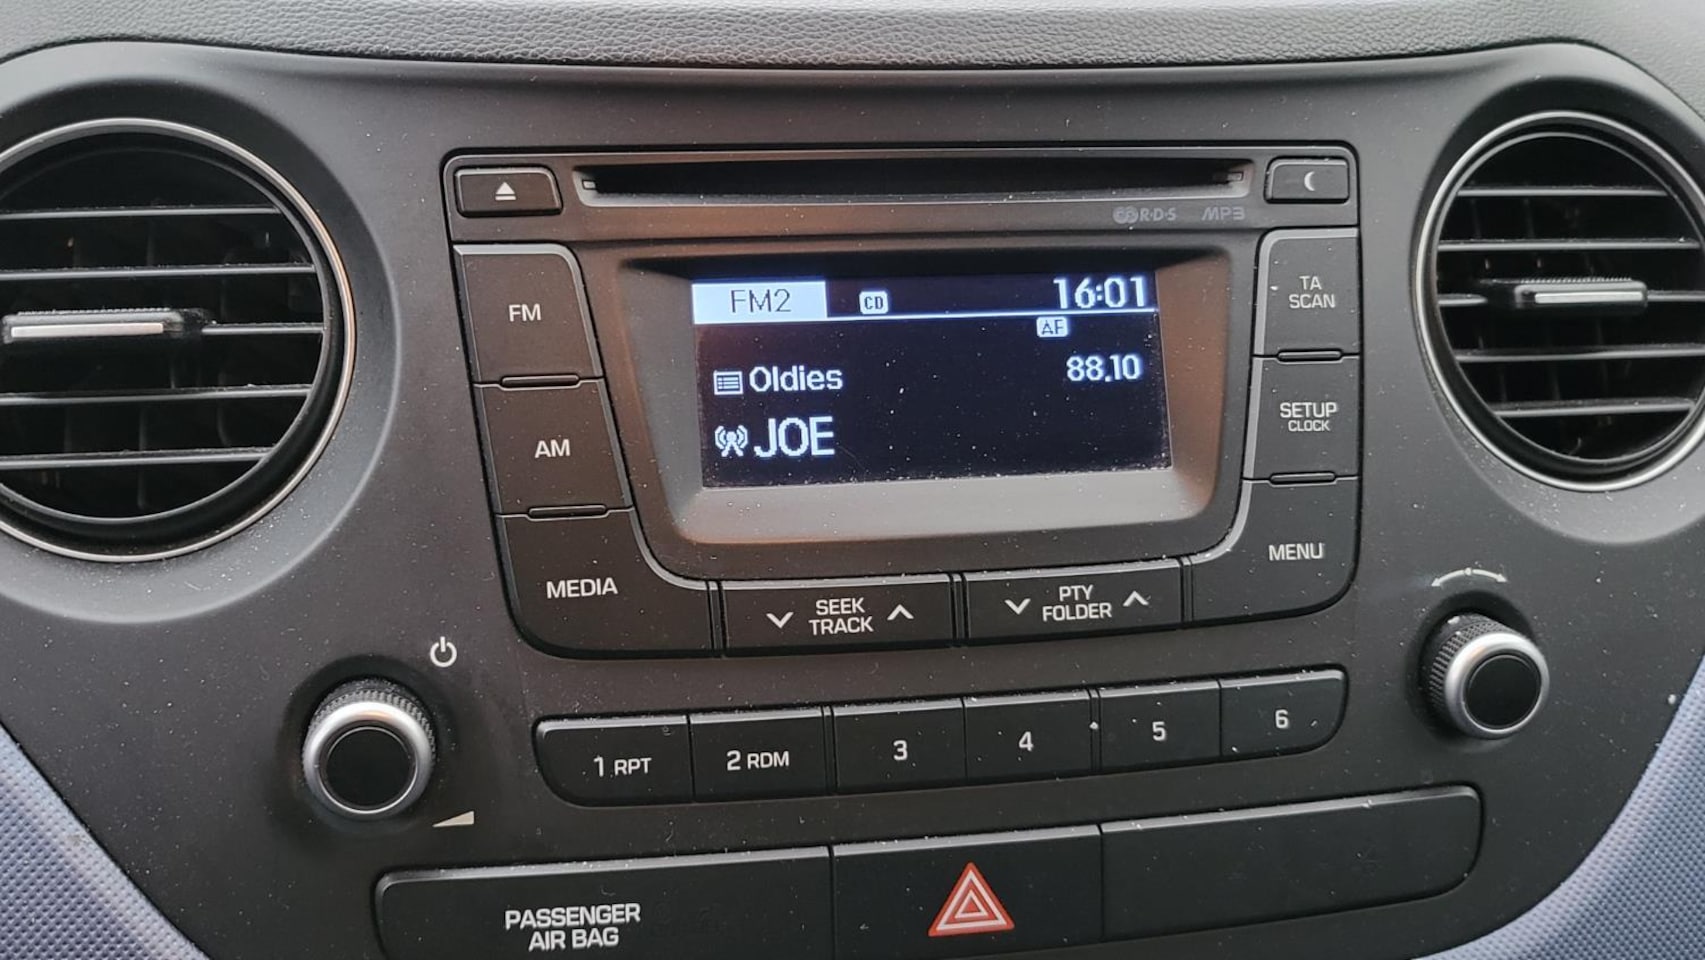 R·D·S MP3
FM
FM2 CD 16:01
AF
Oldies 88.10
JOE
TA
SCAN
AM
SETUP
CLOCK
MEDIA
SEEK
TRACK
PTY
FOLDER
MENU
1 RPT
2 RDM
3
4
5
6
PASSENGER
AIR BAG